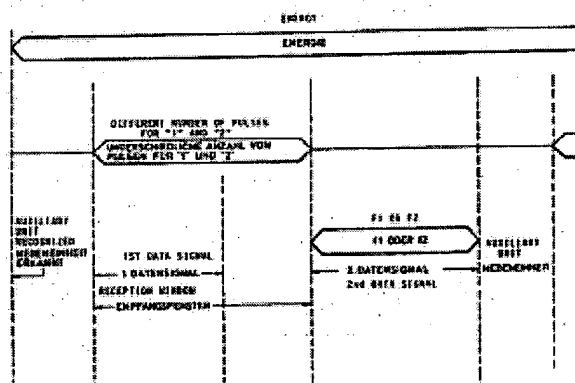 ENERGY
ENERGIE
DIFFERENT NUMBER OF PULSES
FOR "1" AND "2"
UNTERSCHIEDLICHE ANZAHL VON
PULSEN FÜR "1" UND "2"
F1 OR F2
F1 ODER F2
AUXILIARY
UNIT
RECOGNIZED
NEBENEINHEIT
ERKANNT
1ST DATA SIGNAL
1.DATENSIGNAL
RECEPTION WINDOW
EMPFANGSFENSTER
2.DATENSIGNAL
2nd DATA SIGNAL
AUXILIARY
UNIT